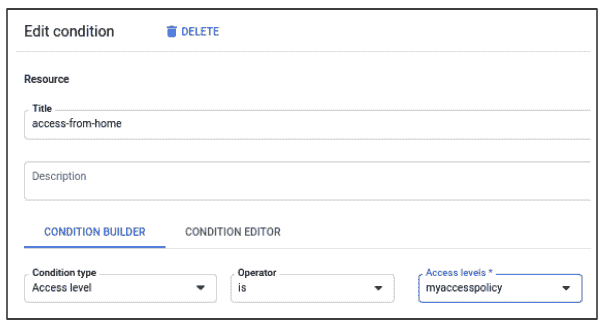 Edit condition DELETE
Resource
Title
access-from-home
Description
CONDITION BUILDER CONDITION EDITOR
Condition type Operator Access levels *
Access level is myaccesspolicy